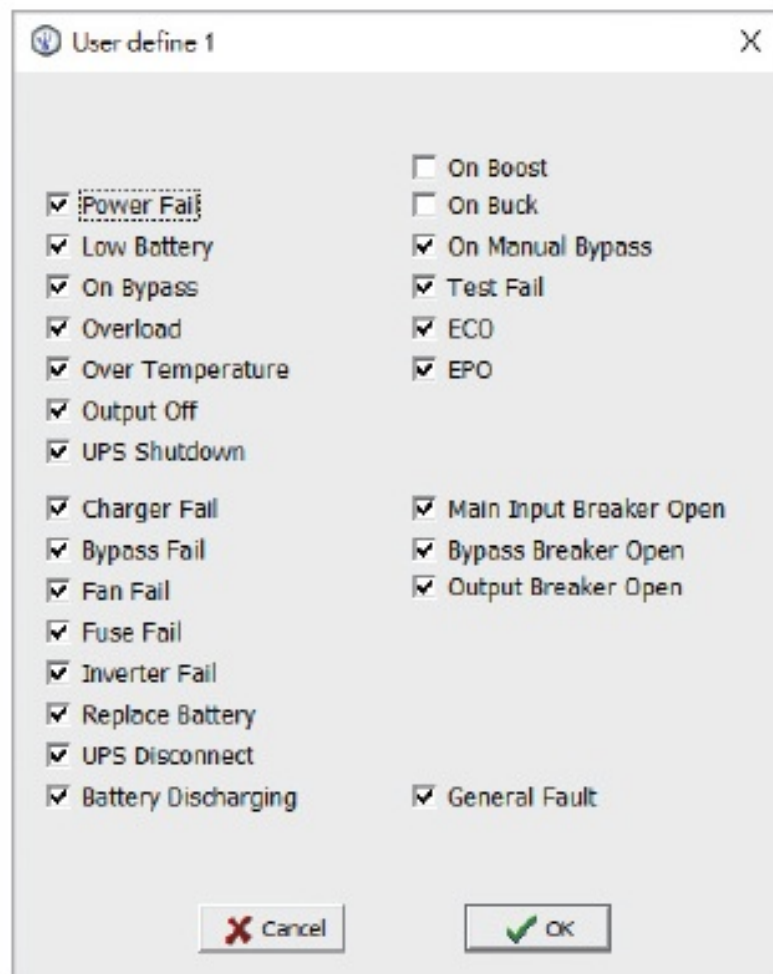 User define 1
On Boost
Power Fail
On Buck
Low Battery
On Manual Bypass
On Bypass
Test Fail
Overload
ECO
Over Temperature
EPO
Output Off
UPS Shutdown
Charger Fail
Main Input Breaker Open
Bypass Fail
Bypass Breaker Open
Fan Fail
Output Breaker Open
Fuse Fail
Inverter Fail
Replace Battery
UPS Disconnect
Battery Discharging
General Fault
Cancel
OK